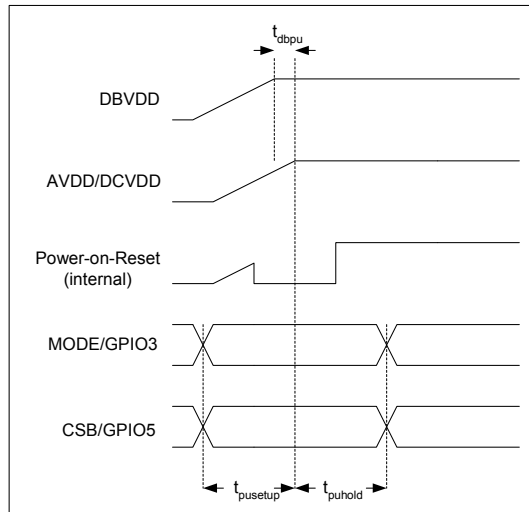 t_dbpu
DBVDD
AVDD/DCVDD
Power-on-Reset
(internal)
MODE/GPIO3
CSB/GPIO5
t_pusetup t_puhold